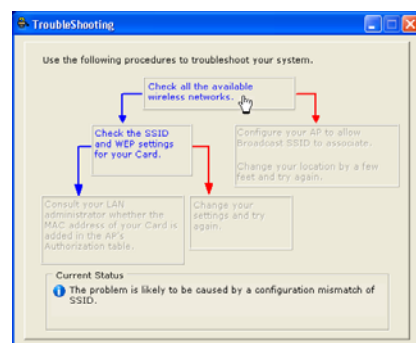 TroubleShooting
Use the following procedures to troubleshoot your system.
Check all the available
wireless networks.
Check the SSID
and WEP settings
for your Card.
Configure your AP to allow
Broadcast SSID to associate.
Change your location by a few
feet and try again.
Consult your LAN
administrator whether the
MAC address of your Card is
added in the AP's
Authorization table.
Change your
settings and try
again.
Current Status
The problem is likely to be caused by a configuration mismatch of
SSID.